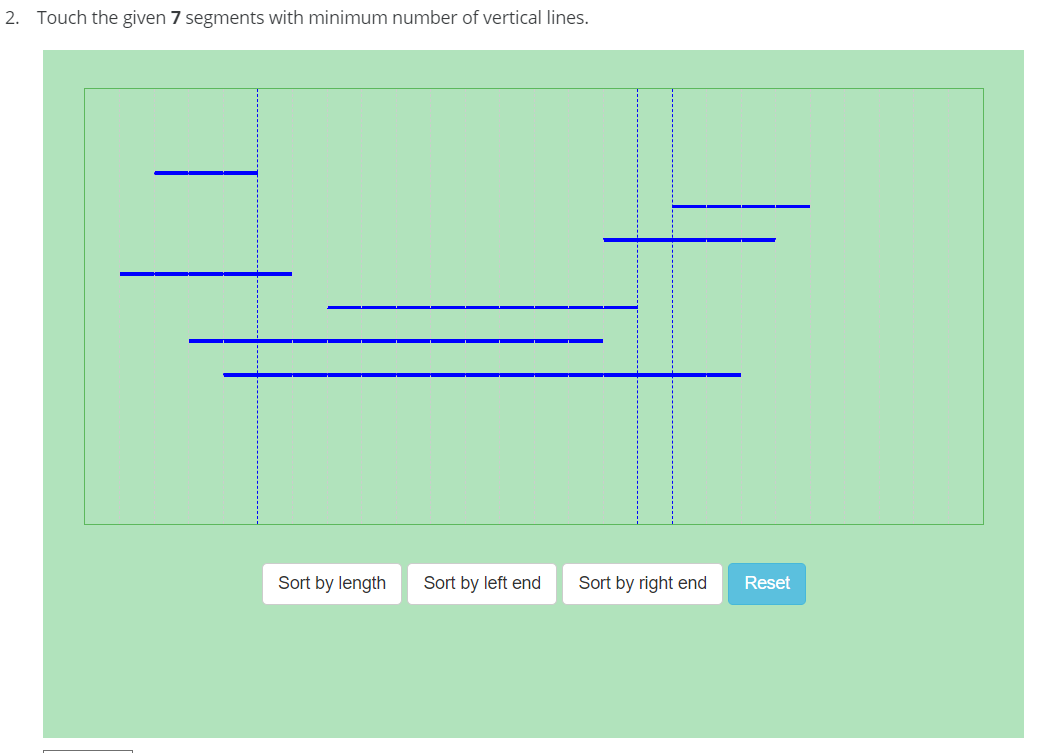 2. Touch the given 7 segments with minimum number of vertical lines.
Sort by length Sort by left end Sort by right end Reset